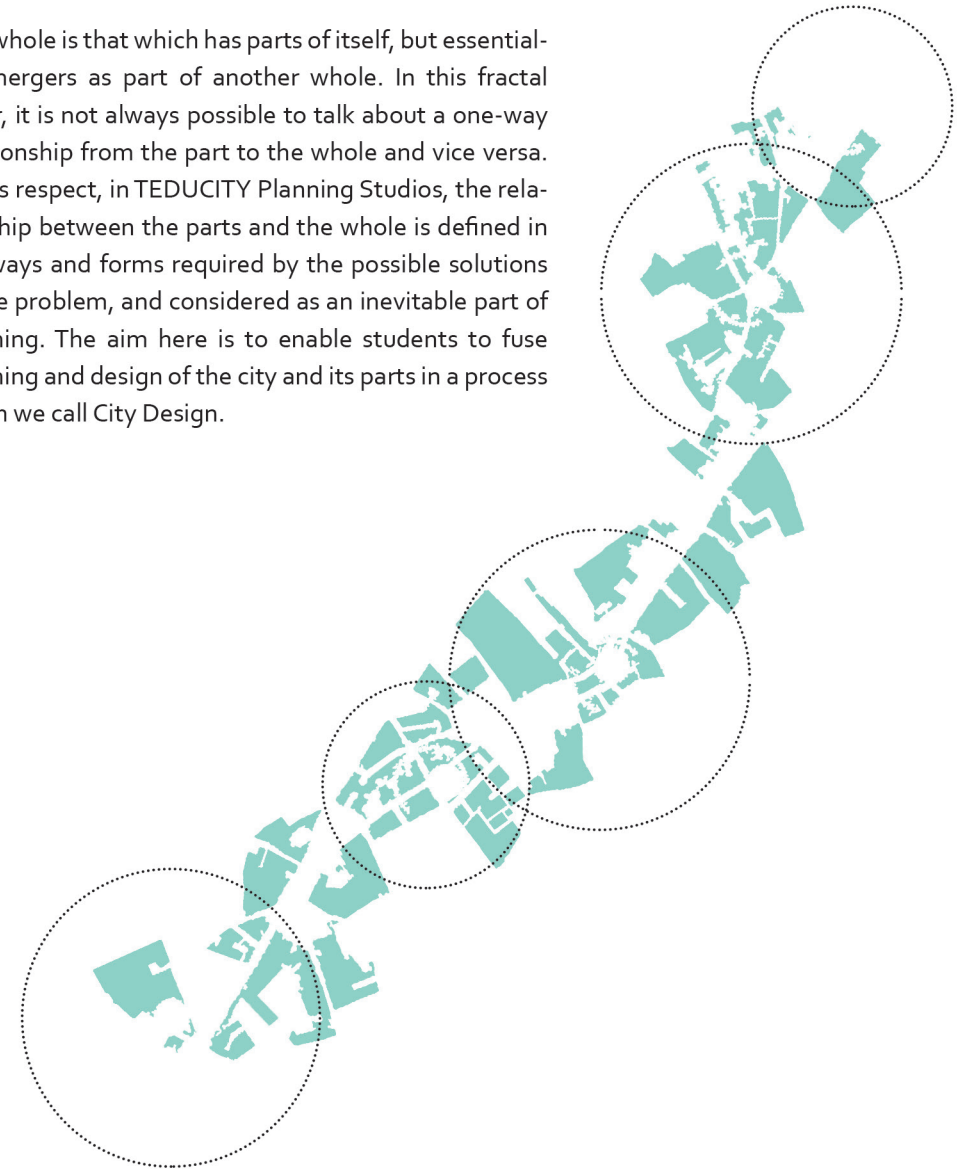 whole is that which has parts of itself, but essential-
mergers as part of another whole. In this fractal
, it is not always possible to talk about a one-way
onship from the part to the whole and vice versa.
s respect, in TEDUCITY Planning Studios, the rela-
hip between the parts and the whole is defined in
ways and forms required by the possible solutions
e problem, and considered as an inevitable part of
ning. The aim here is to enable students to fuse
ning and design of the city and its parts in a process
h we call City Design.